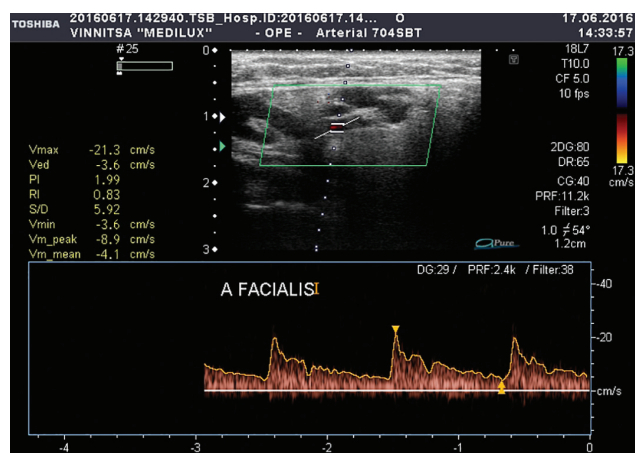 TOSHIBA 20160617.142940.TSB_Hosp.ID:20160617.14... O 17.06.2016
VINNITSA "MEDILUX" - OPE - Arterial 704SBT 14:33:57
#25
0
1
2
3
18L7
T10.0
CF 5.0
10 fps
2DG:80
DR:65
CG:40
PRF:11.2k
Filter:3
1.0 ≠54°
1.2cm
17.3
17.3
cm/s
aPure
Vmax -21.3 cm/s
Ved -3.6 cm/s
PI 1.99
RI 0.83
S/D 5.92
Vmin -3.6 cm/s
Vm_peak -8.9 cm/s
Vm_mean -4.1 cm/s
DG:29 / PRF:2.4k / Filter:38
A FACIALIS
-40
-20
cm/s
-4 -3 -2 -1 0